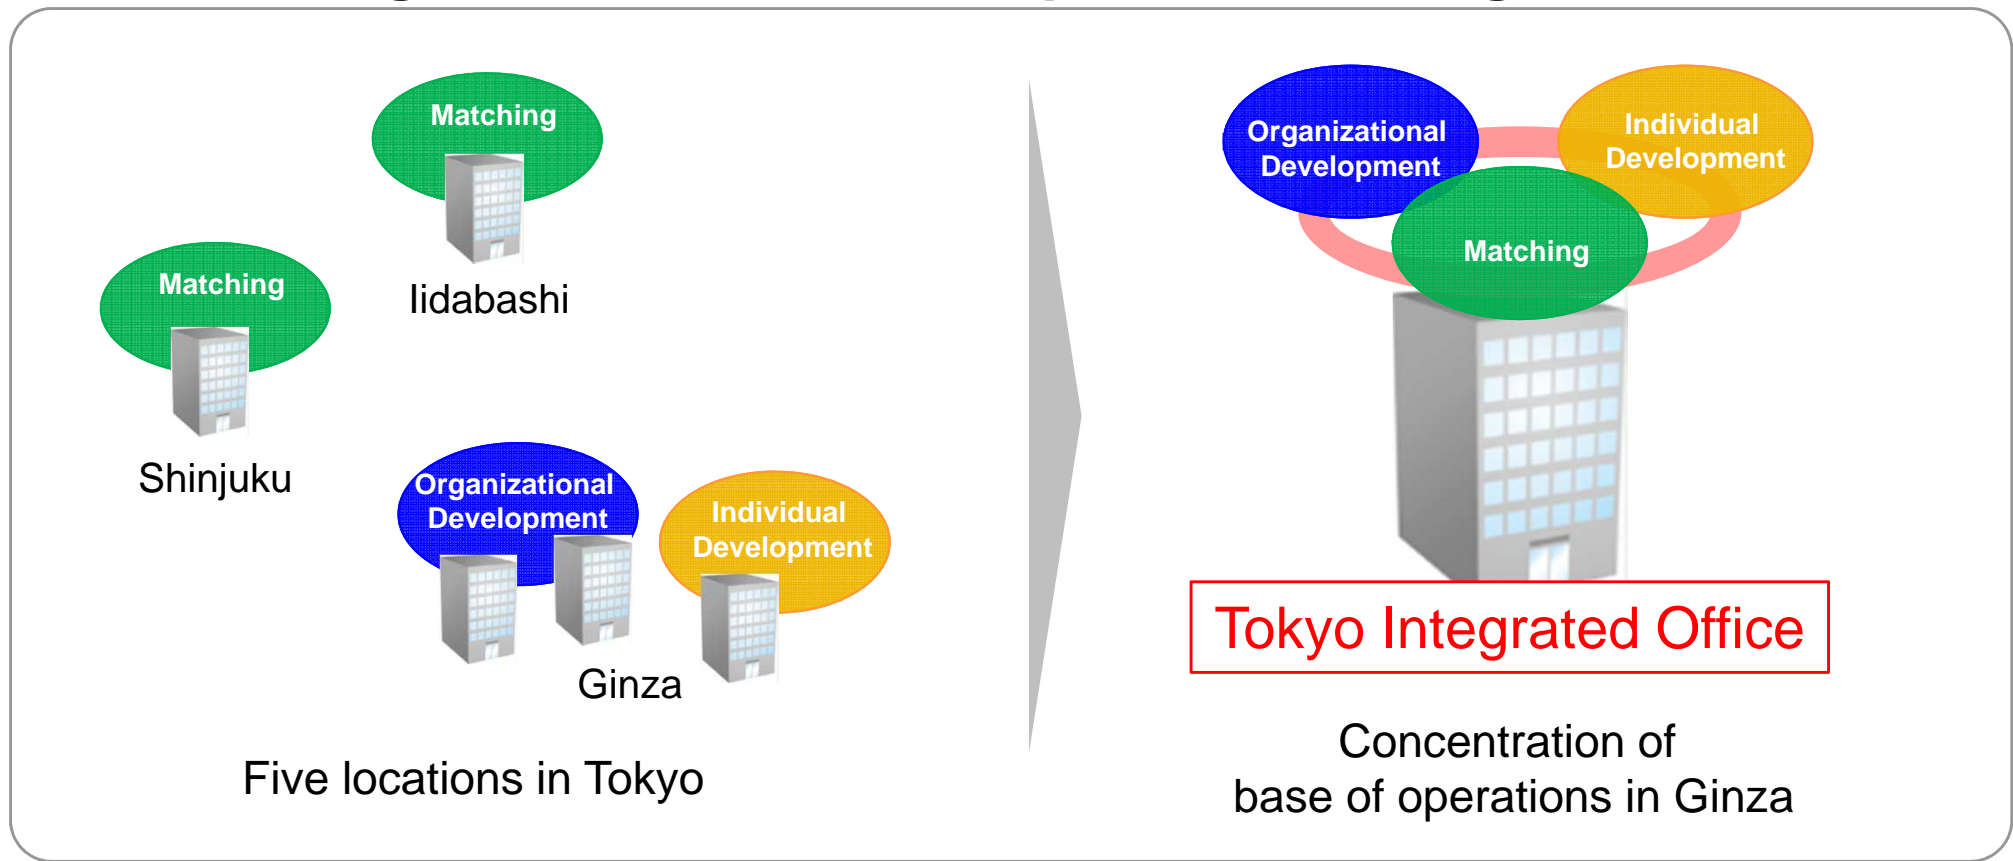 Matching
Iidabashi
Matching
Shinjuku
Organizational
Development
Individual
Development
Ginza
Five locations in Tokyo
Organizational
Development
Individual
Development
Matching
Tokyo Integrated Office
Concentration of
base of operations in Ginza